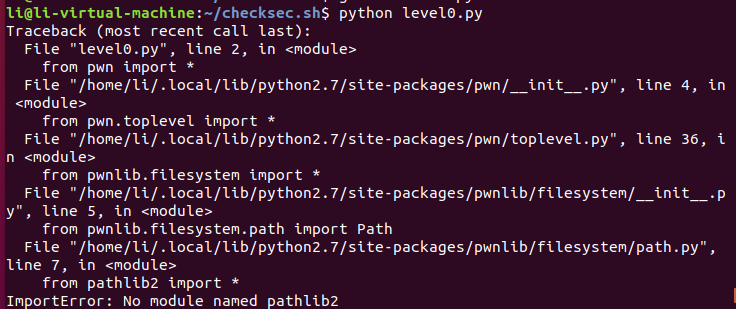 li@li-virtual-machine:~/checksec.sh$ python level0.py
Traceback (most recent call last):
  File "level0.py", line 2, in <module>
    from pwn import *
  File "/home/li/.local/lib/python2.7/site-packages/pwn/__init__.py", line 4, in
 <module>
    from pwn.toplevel import *
  File "/home/li/.local/lib/python2.7/site-packages/pwn/toplevel.py", line 36, i
n <module>
    from pwnlib.filesystem import *
  File "/home/li/.local/lib/python2.7/site-packages/pwnlib/filesystem/__init__.p
y", line 5, in <module>
    from pwnlib.filesystem.path import Path
  File "/home/li/.local/lib/python2.7/site-packages/pwnlib/filesystem/path.py",
line 7, in <module>
    from pathlib2 import *
ImportError: No module named pathlib2